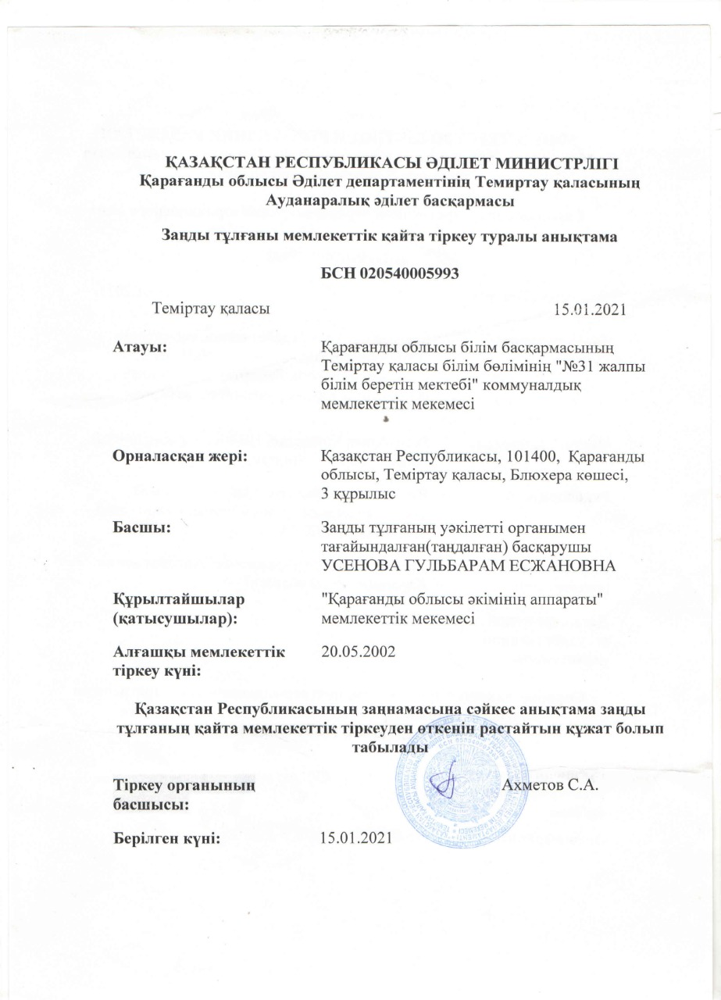 ҚАЗАҚСТАН РЕСПУБЛИКАСЫ ӘДІЛЕТ МИНИСТРЛІГІ
Қарағанды облысы Әділет департаментінің Темиртау қаласының
Ауданаралық әділет басқармасы
Заңды тұлғаны мемлекеттік қайта тіркеу туралы анықтама
БСН 020540005993
Теміртау қаласы 15.01.2021
Атауы: Қарағанды облысы білім басқармасының
Теміртау қаласы білім бөлімінің "№31 жалпы
білім беретін мектебі" коммуналдық
мемлекеттік мекемесі
Орналасқан жері: Қазақстан Республикасы, 101400, Қарағанды
облысы, Теміртау қаласы, Блюхера көшесі,
3 құрылыс
Басшы: Заңды тұлғаның уәкілетті органымен
тағайындалған(таңдалған) басқарушы
УСЕНОВА ГУЛЬБАРАМ ЕСЖАНОВНА
Құрылтайшылар "Қарағанды облысы әкімінің аппараты"
(қатысушылар): мемлекеттік мекемесі
Алғашқы мемлекеттік 20.05.2002
тіркеу күні:
Қазақстан Республикасының заңнамасына сәйкес анықтама заңды
тұлғаның қайта мемлекеттік тіркеуден өткенін растайтын құжат болып
табылады
Тіркеу органының Ахметов С.А.
басшысы:
Берілген күні: 15.01.2021